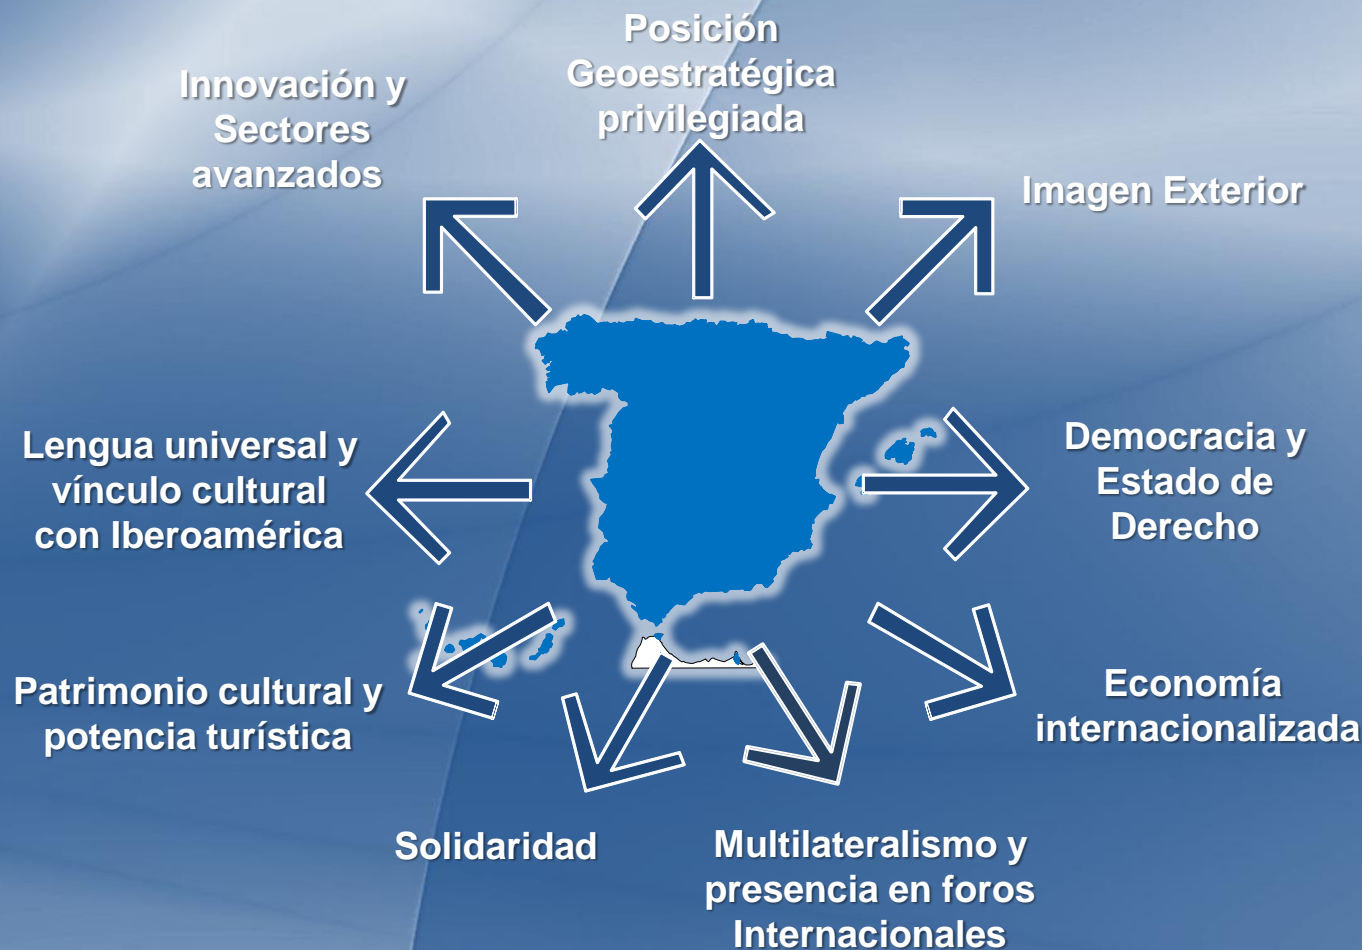 Posición
Geoestratégica
privilegiada
Innovación y
Sectores
avanzados
Imagen Exterior
Lengua universal y
vínculo cultural
con Iberoamérica
Democracia y
Estado de
Derecho
Patrimonio cultural y
potencia turística
Economía
internacionalizada
Solidaridad
Multilateralismo y
presencia en foros
Internacionales